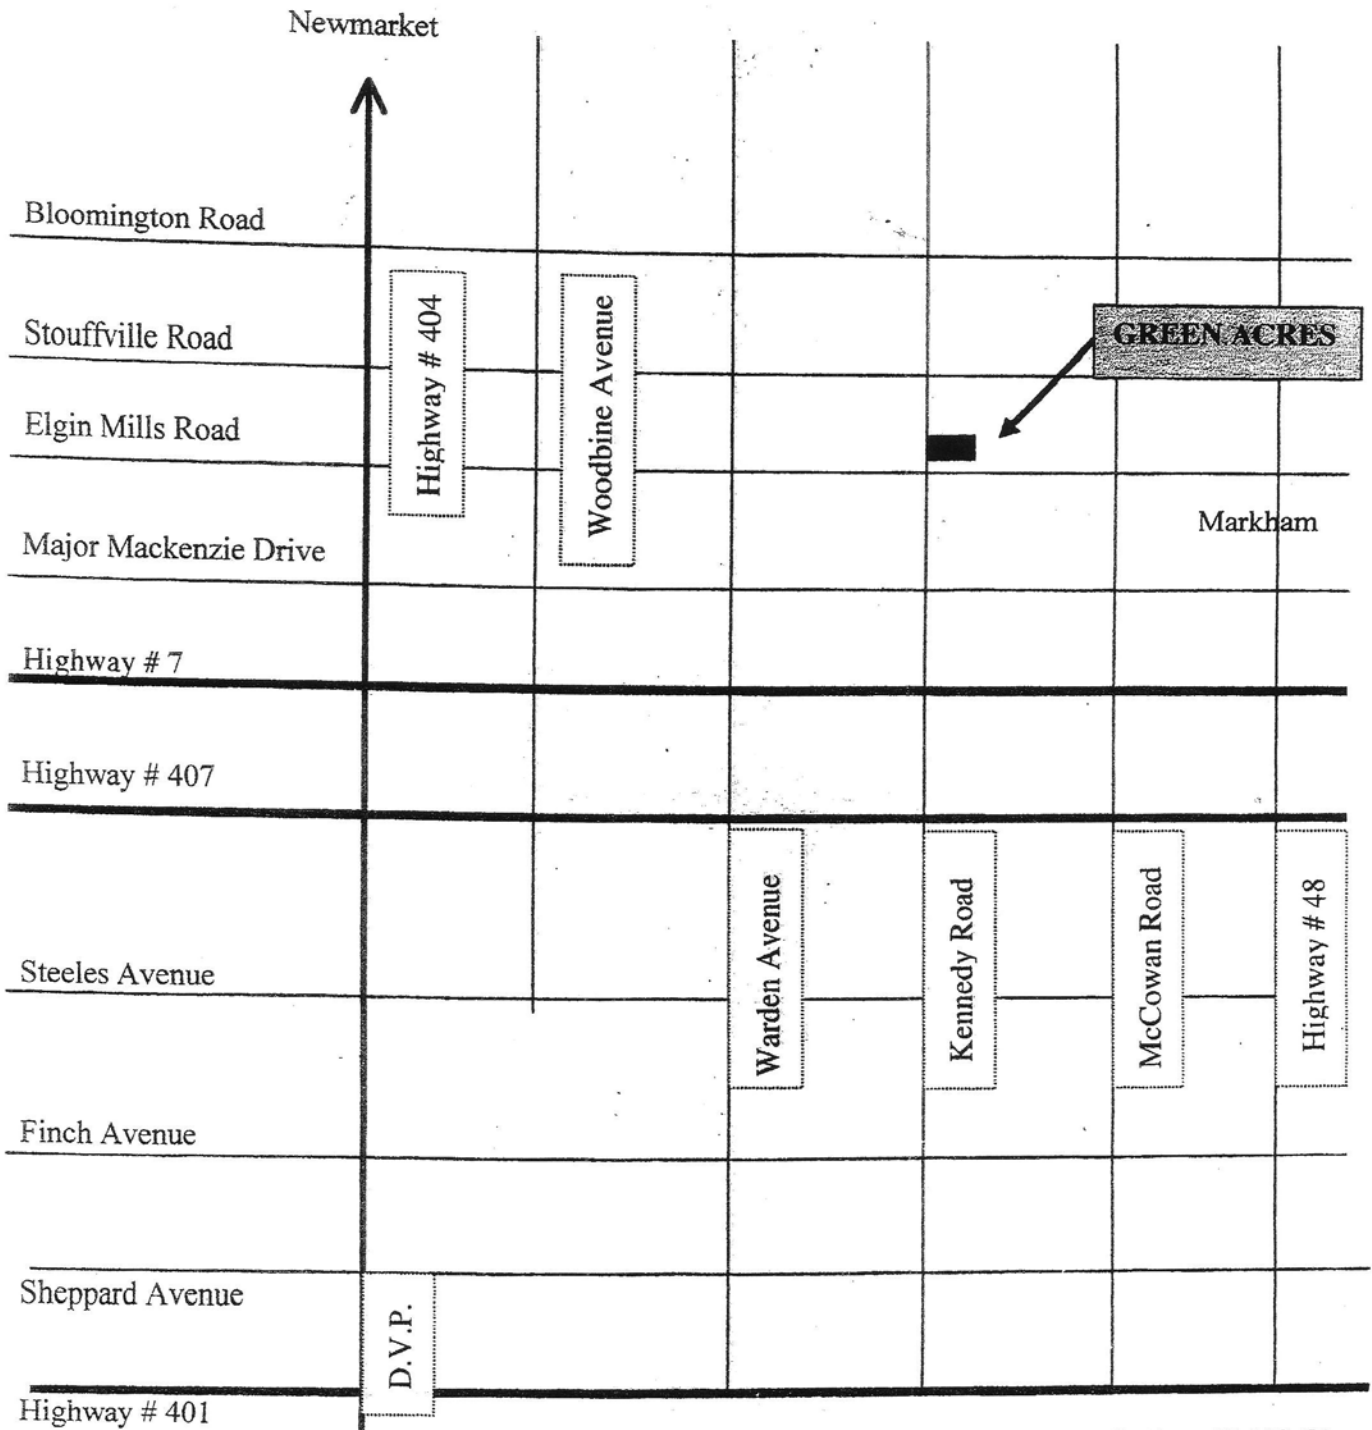 Newmarket
Bloomington Road
Highway # 404
Woodbine Avenue
Stouffville Road
GREEN ACRES
Elgin Mills Road
Markham
Major Mackenzie Drive
Highway # 7
Highway # 407
Warden Avenue
Kennedy Road
McCowan Road
Highway # 48
Steeles Avenue
Finch Avenue
Sheppard Avenue
D.V.P.
Highway # 401